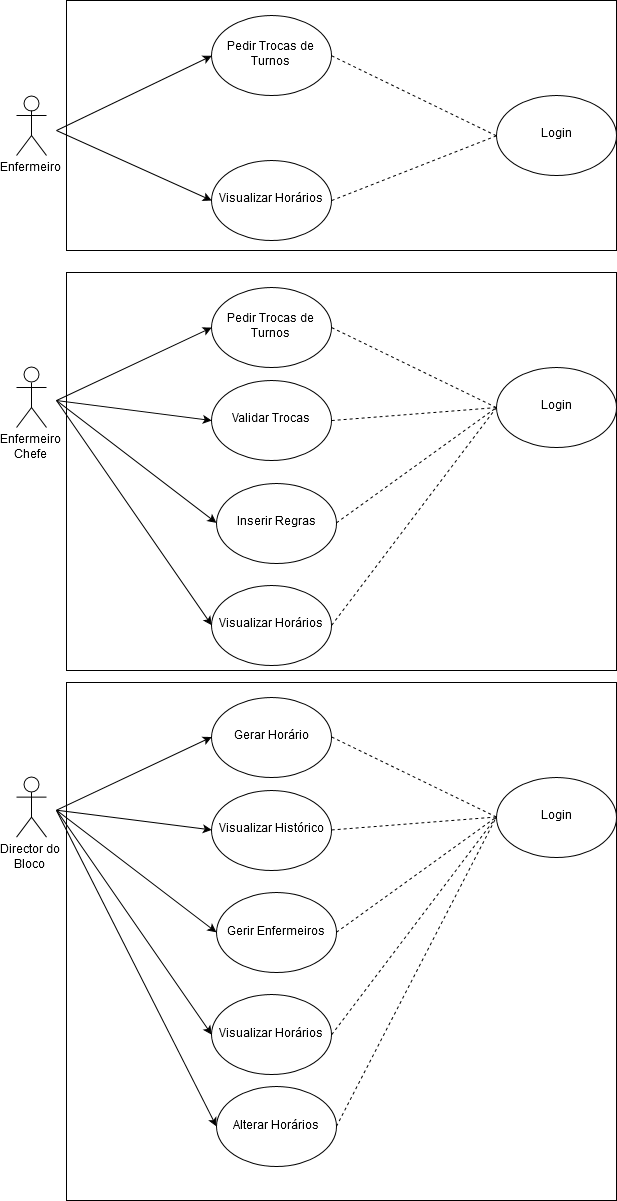 Pedir Trocas de
Turnos
Login
Enfermeiro
Visualizar Horários
Pedir Trocas de
Turnos
Login
Validar Trocas
Enfermeiro
Chefe
Inserir Regras
Visualizar Horários
Gerar Horário
Login
Visualizar Histórico
Director do
Bloco
Gerir Enfermeiros
Visualizar Horários
Alterar Horários